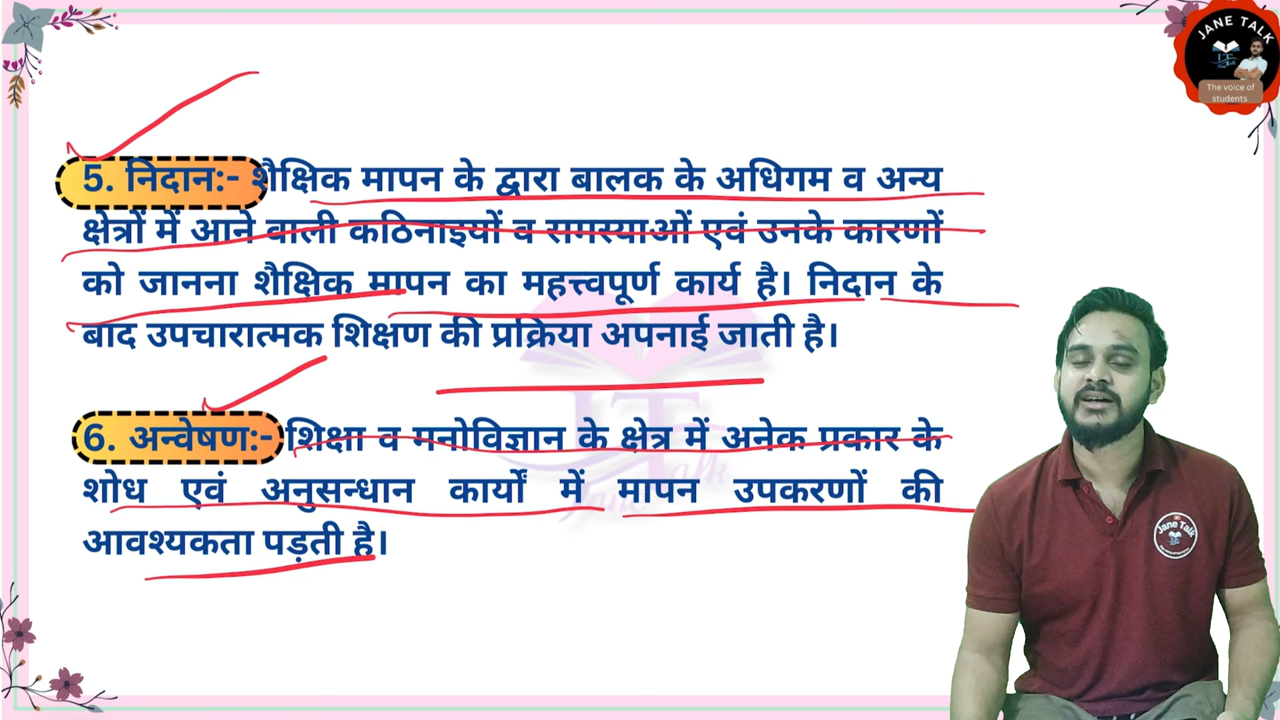 JANE TALK
The voice of
students
5. निदान:- शैक्षिक मापन के द्वारा बालक के अधिगम व अन्य
क्षेत्रों में आने वाली कठिनाइयों व समस्याओं एवं उनके कारणों
को जानना शैक्षिक मापन का महत्त्वपूर्ण कार्य है। निदान के
बाद उपचारात्मक शिक्षण की प्रक्रिया अपनाई जाती है।
6. अन्वेषण:- शिक्षा व मनोविज्ञान के क्षेत्र में अनेक प्रकार के
शोध एवं अनुसन्धान कार्यों में मापन उपकरणों की
आवश्यकता पड़ती है।
Jane Talk